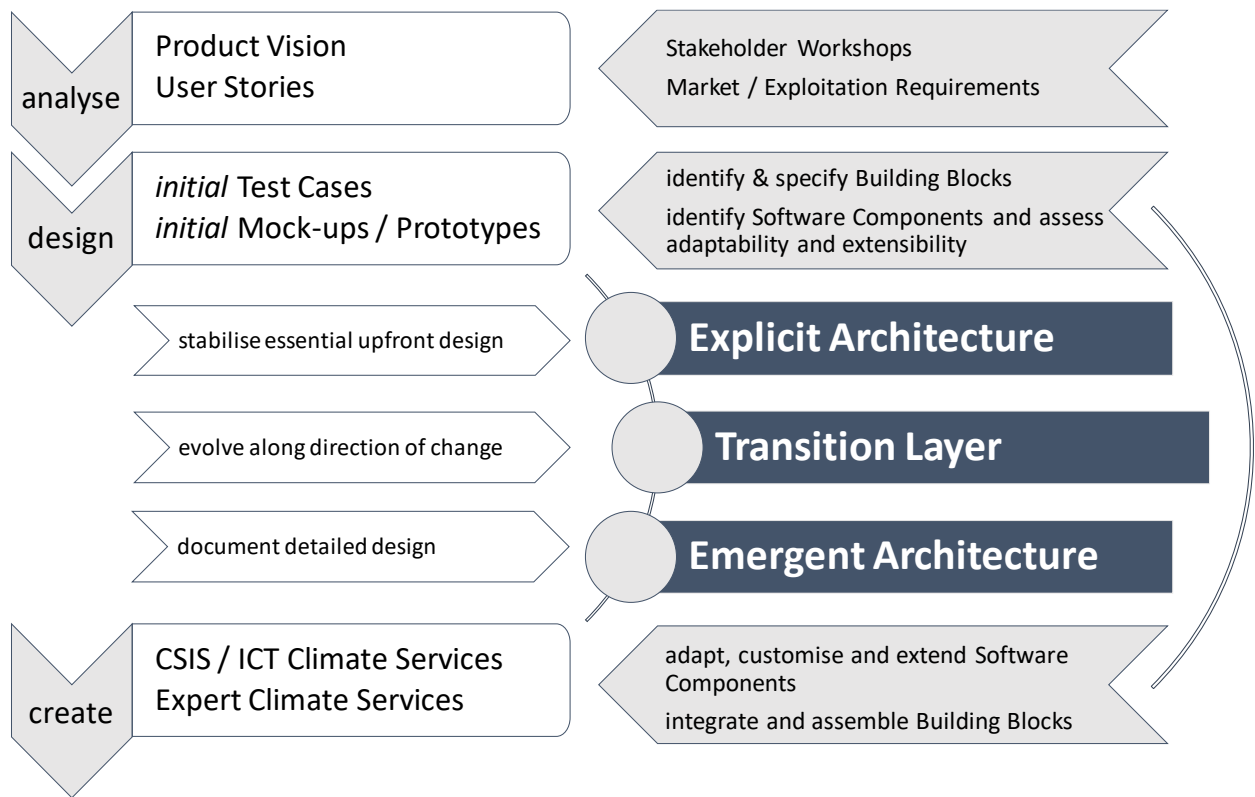 analyse
Product Vision
User Stories
Stakeholder Workshops
Market / Exploitation Requirements
design
initial Test Cases
initial Mock-ups / Prototypes
identify & specify Building Blocks
identify Software Components and assess
adaptability and extensibility
stabilise essential upfront design
Explicit Architecture
evolve along direction of change
Transition Layer
document detailed design
Emergent Architecture
create
CSIS / ICT Climate Services
Expert Climate Services
adapt, customise and extend Software
Components
integrate and assemble Building Blocks